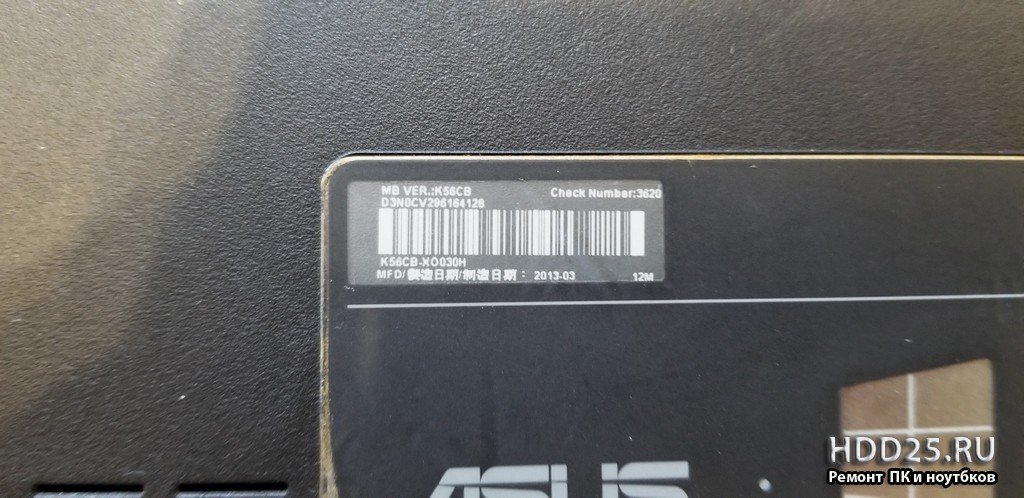 MB VER.:K56CB
Check Number:3620
D3N0CV296164128
K56CB-XO030H
MFD/製造日期/制造日期： 2013-03
12M
ASUS
HDD25.RU
Ремонт ПК и ноутбков